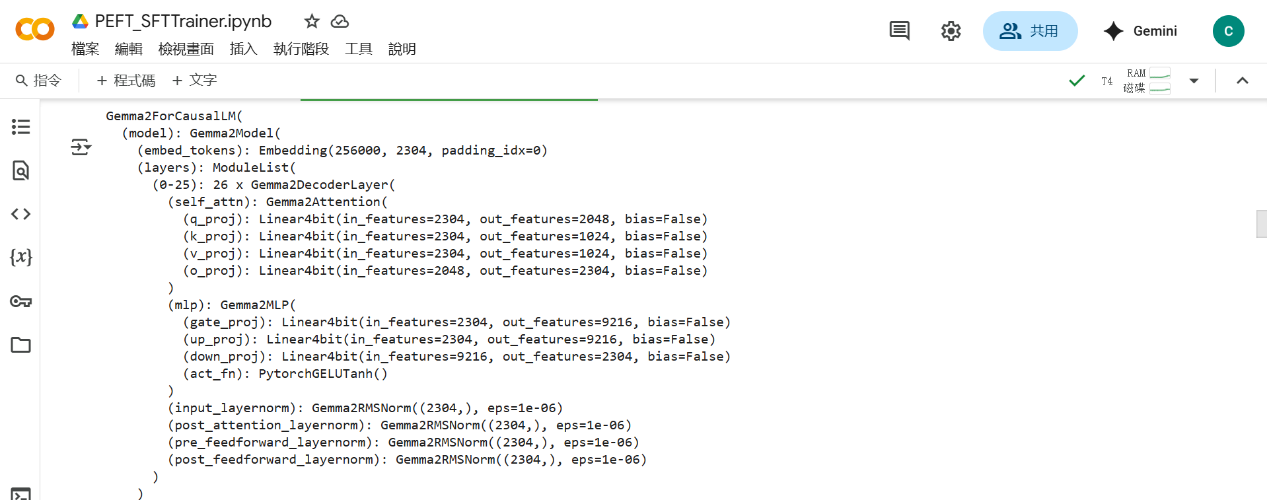 PEFT_SFTTrainer.ipynb
檔案 編輯 檢視畫面 插入 執行階段 工具 說明
共用
Gemini
C
指令 + 程式碼 + 文字
T4
RAM
磁碟
Gemma2ForCausalLM(
(model): Gemma2Model(
(embed_tokens): Embedding(256000, 2304, padding_idx=0)
(layers): ModuleList(
(0-25): 26 x Gemma2DecoderLayer(
(self_attn): Gemma2Attention(
(q_proj): Linear4bit(in_features=2304, out_features=2048, bias=False)
(k_proj): Linear4bit(in_features=2304, out_features=1024, bias=False)
(v_proj): Linear4bit(in_features=2304, out_features=1024, bias=False)
(o_proj): Linear4bit(in_features=2048, out_features=2304, bias=False)
)
(mlp): Gemma2MLP(
(gate_proj): Linear4bit(in_features=2304, out_features=9216, bias=False)
(up_proj): Linear4bit(in_features=2304, out_features=9216, bias=False)
(down_proj): Linear4bit(in_features=9216, out_features=2304, bias=False)
(act_fn): PytorchGELUTanh()
)
(input_layernorm): Gemma2RMSNorm((2304,), eps=1e-06)
(post_attention_layernorm): Gemma2RMSNorm((2304,), eps=1e-06)
(pre_feedforward_layernorm): Gemma2RMSNorm((2304,), eps=1e-06)
(post_feedforward_layernorm): Gemma2RMSNorm((2304,), eps=1e-06)
)
)